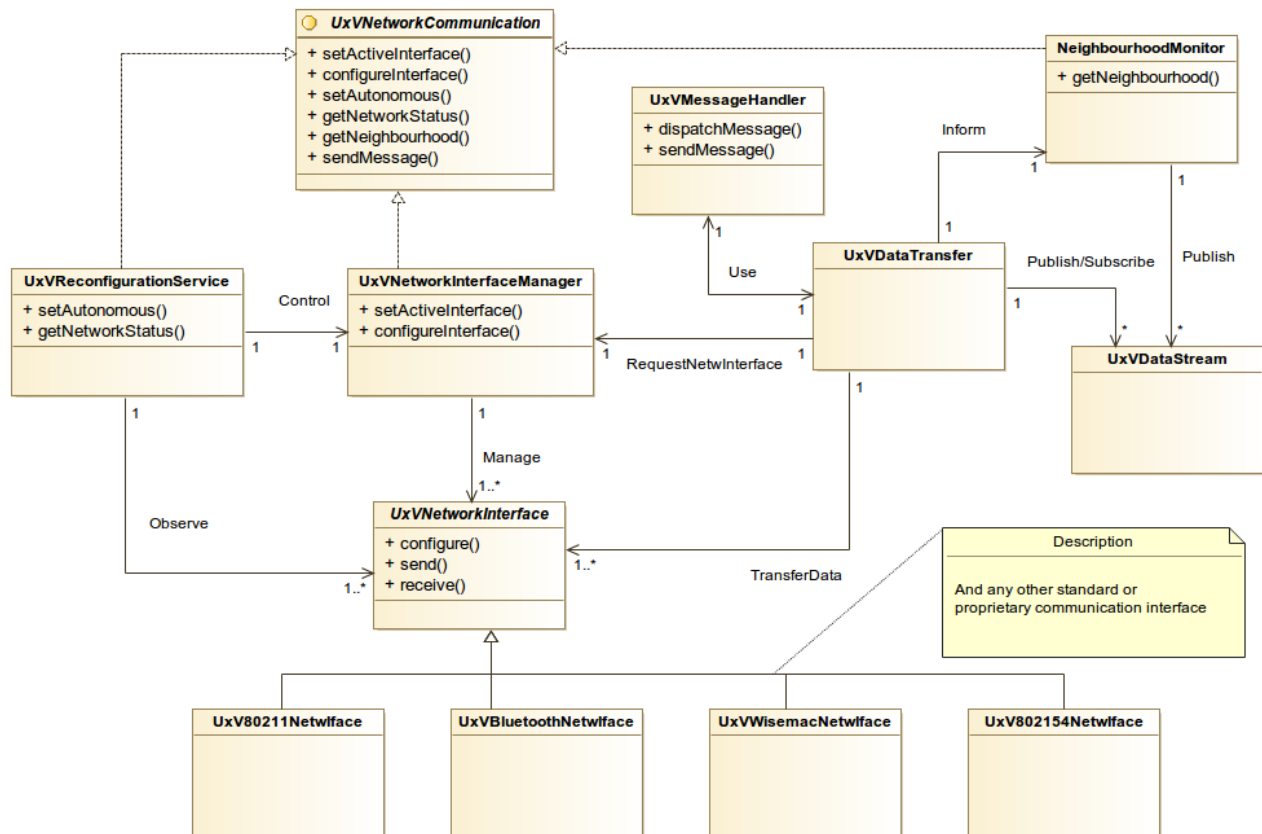 UxVNetworkCommunication
+ setActiveInterface()
+ configureInterface()
+ setAutonomous()
+ getNetworkStatus()
+ getNeighbourhood()
+ sendMessage()
NeighbourhoodMonitor
+ getNeighbourhood()
UxVMessageHandler
+ dispatchMessage()
+ sendMessage()
Inform
1
1
1
1
Use
1
UxVDataTransfer
Publish/Subscribe
1
*
Publish
*
UxVDataStream
UxVReconfigurationService
+ setAutonomous()
+ getNetworkStatus()
Control
1
1
UxVNetworkInterfaceManager
+ setActiveInterface()
+ configureInterface()
1
1
RequestNetwInterface
1
1
1
Manage
1..*
Observe
1..*
UxVNetworkInterface
+ configure()
+ send()
+ receive()
1..*
TransferData
Description
And any other standard or
proprietary communication interface
UxV80211NetwIface
UxVBluetoothNetwIface
UxVWisemacNetwIface
UxV802154NetwIface